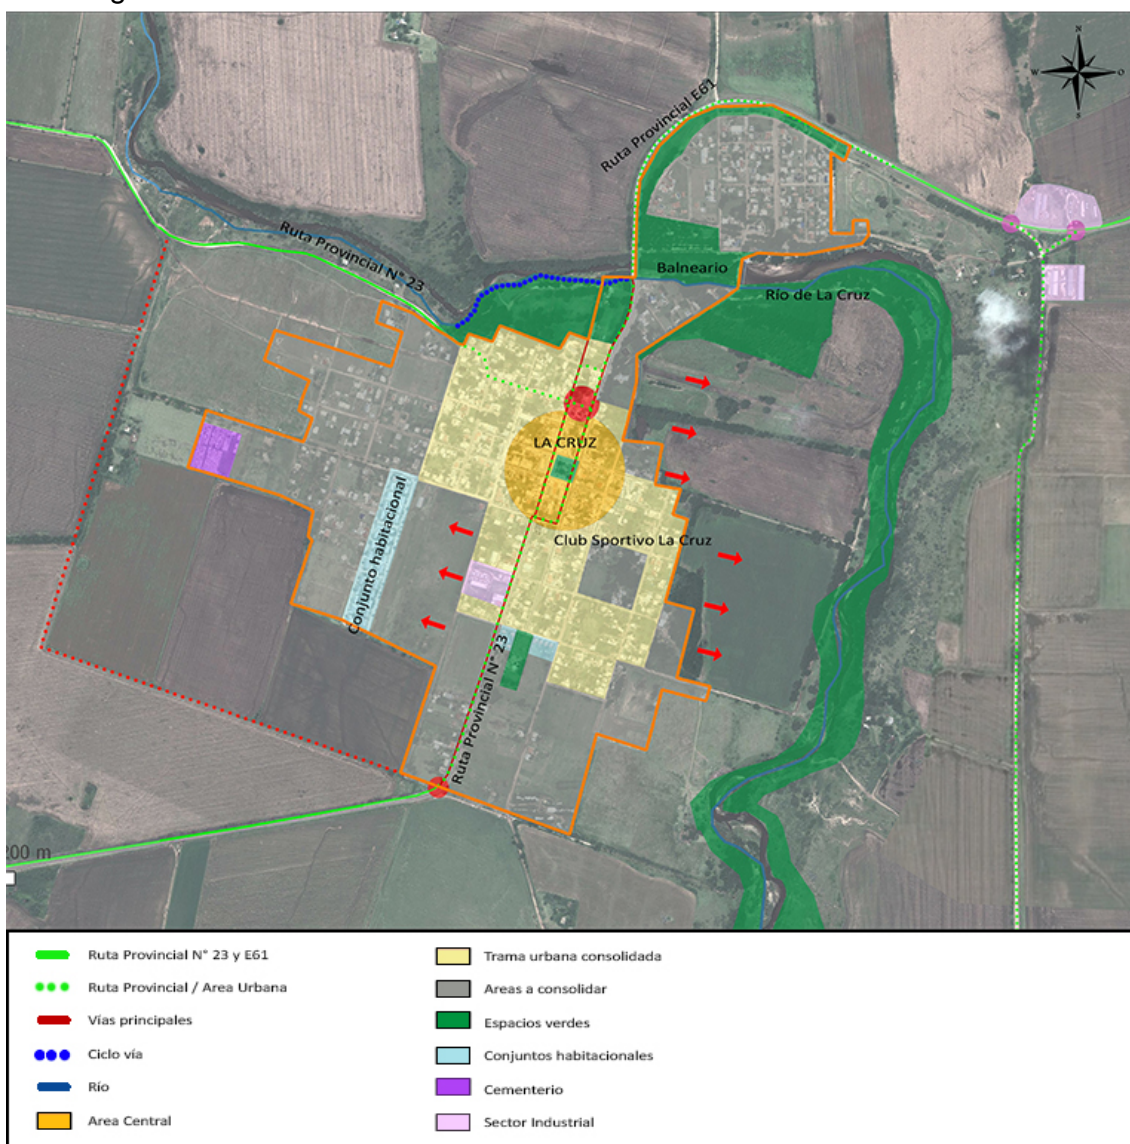 N
W
O
S
Ruta Provincial E61
Ruta Provincial N° 23
Balneario
Río de La Cruz
LA CRUZ
Conjunto habitacional
Club Sportivo La Cruz
Ruta Provincial N° 23
200 m
Ruta Provincial N° 23 y E61
Ruta Provincial / Area Urbana
Vías principales
Ciclo vía
Río
Area Central
Trama urbana consolidada
Areas a consolidar
Espacios verdes
Conjuntos habitacionales
Cementerio
Sector Industrial